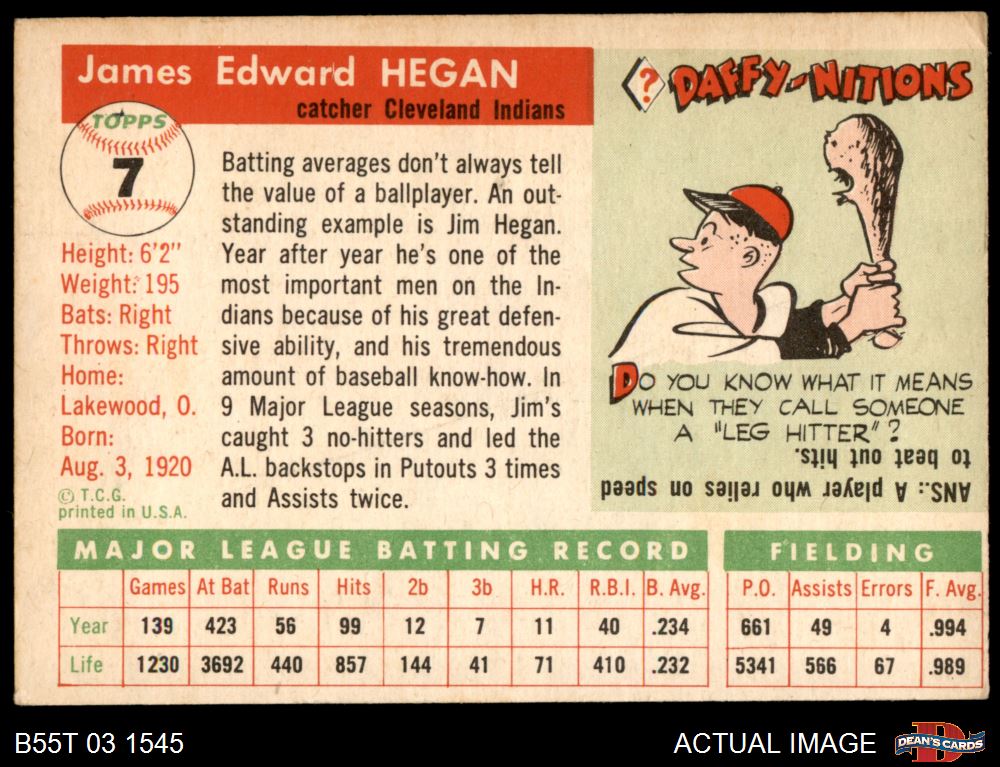 James Edward HEGAN
catcher Cleveland Indians
TOPPS
7
Height: 6'2"
Weight: 195
Bats: Right
Throws: Right
Home:
Lakewood, O.
Born:
Aug. 3, 1920
© T.C.G.
printed in U.S.A.
Batting averages don't always tell
the value of a ballplayer. An out-
standing example is Jim Hegan.
Year after year he's one of the
most important men on the In-
dians because of his great defen-
sive ability, and his tremendous
amount of baseball know-how. In
9 Major League seasons, Jim's
caught 3 no-hitters and led the
A.L. backstops in Putouts 3 times
and Assists twice.
? DAFFY-NITIONS
DO YOU KNOW WHAT IT MEANS
WHEN THEY CALL SOMEONE
A "LEG HITTER"?
ANS.: A player who relies on speed
to beat out hits.
MAJOR LEAGUE BATTING RECORD FIELDING
Games At Bat Runs Hits 2b 3b H.R. R.B.I. B. Avg. P.O. Assists Errors F. Avg.
Year 139 423 56 99 12 7 11 40 .234 661 49 4 .994
Life 1230 3692 440 857 144 41 71 410 .232 5341 566 67 .989
B55T 03 1545
ACTUAL IMAGE
D
DEAN'S CARDS